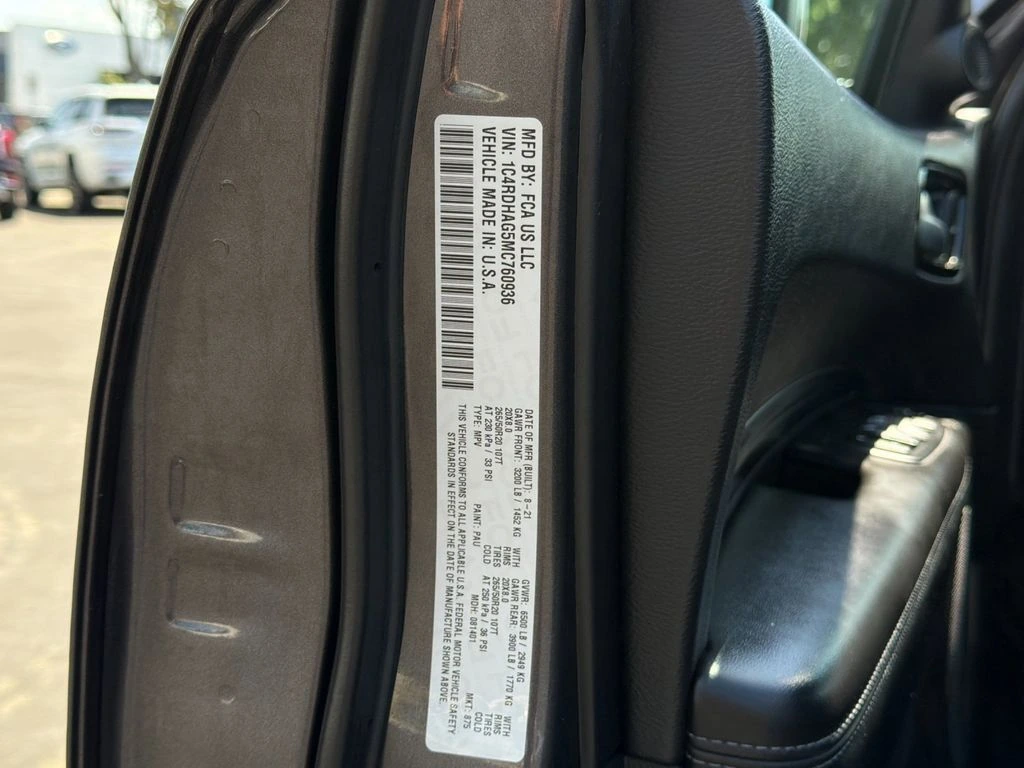 MFD BY: FCA US LLC
VIN: 1C4RDHAG5MC760936
VEHICLE MADE IN: U.S.A.
DATE OF MFR (BUILT): 8-21 GVWR: 6500 LB / 2949 KG
GAWR FRONT: 3200 LB / 1452 KG WITH GAWR REAR: 3900 LB / 1770 KG WITH
20X8.0 RIMS 20X8.0 RIMS
265/50R20 107T TIRES 265/50R20 107T TIRES
AT 230 kPa / 33 PSI COLD AT 250 kPa / 36 PSI COLD
TYPE: MPV PAINT: PAU MDH: 081401 MKT: 875
THIS VEHICLE CONFORMS TO ALL APPLICABLE U.S.A. FEDERAL MOTOR VEHICLE SAFETY
STANDARDS IN EFFECT ON THE DATE OF MANUFACTURE SHOWN ABOVE.